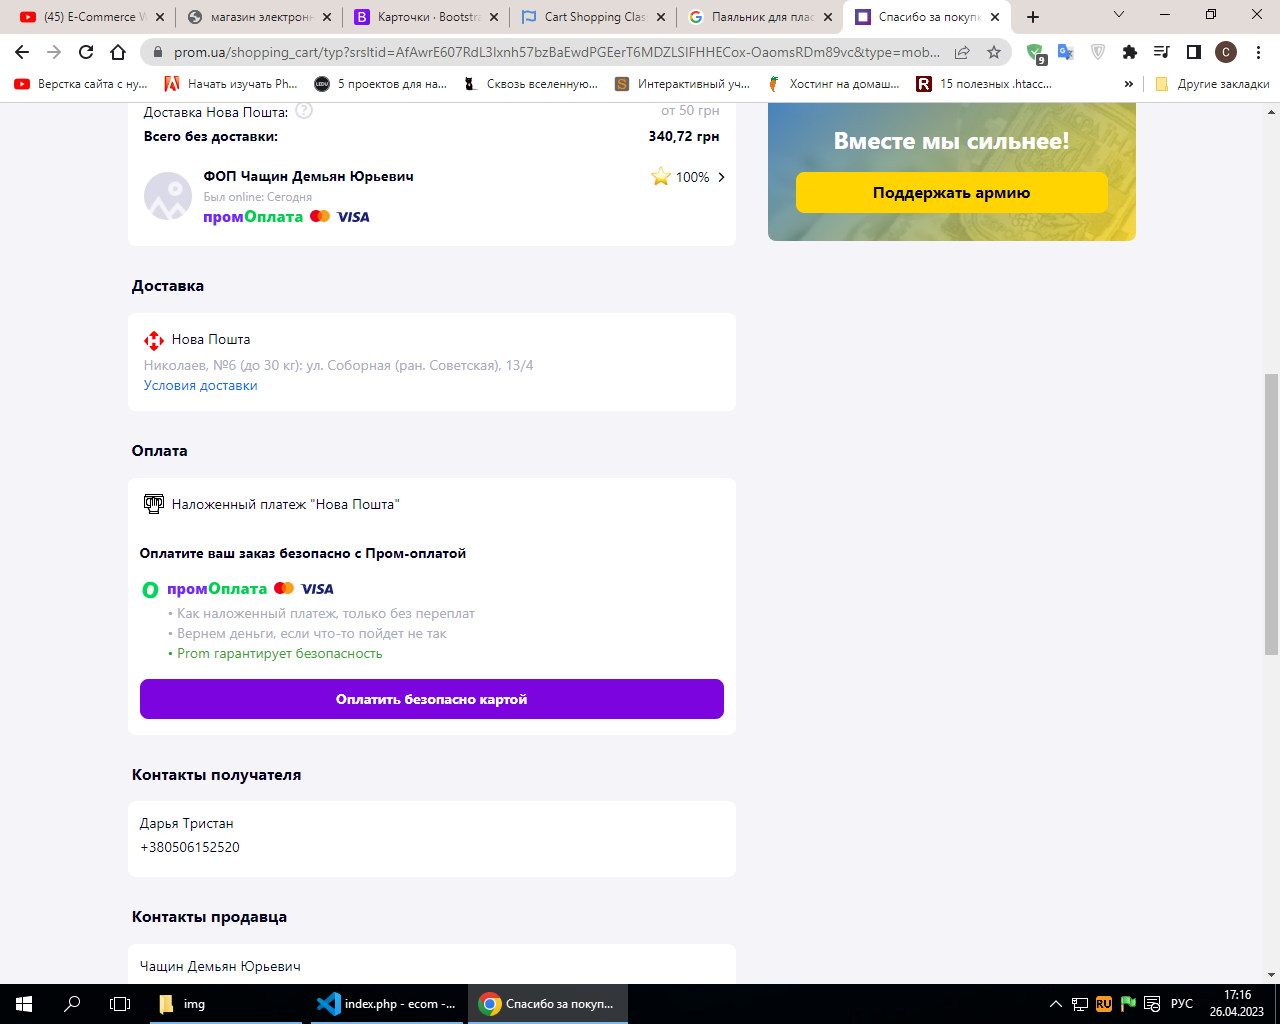 (45) E-Commerce W
магазин электронн
Карточки · Bootstra
Cart Shopping Clas
Паяльник для плас
Спасибо за покупк
prom.ua/shopping_cart/typ?srsltid=AfAwrE607RdL3lxnh57bzBaEwdPGEerT6MDZLSlFHHECox-OaomsRDm89vc&type=mob...
9
C
Верстка сайта с ну...
Начать изучать Ph...
5 проектов для на...
Сквозь вселенную...
Интерактивный уч...
Хостинг на домаш...
15 полезных .htacc...
»
Другие закладки
Доставка Нова Пошта: ?
от 50 грн
Всего без доставки:
340,72 грн
ФОП Чащин Демьян Юрьевич
100%
Был online: Сегодня
промОплата VISA
Вместе мы сильнее!
Поддержать армию
Доставка
Нова Пошта
Николаев, №6 (до 30 кг): ул. Соборная (ран. Советская), 13/4
Условия доставки
Оплата
Наложенный платеж "Нова Пошта"
Оплатите ваш заказ безопасно с Пром-оплатой
промОплата VISA
• Как наложенный платеж, только без переплат
• Вернем деньги, если что-то пойдет не так
• Prom гарантирует безопасность
Оплатить безопасно картой
Контакты получателя
Дарья Тристан
+380506152520
Контакты продавца
Чащин Демьян Юрьевич
img
index.php - ecom -...
Спасибо за покуп...
RU
РУС
17:16
26.04.2023